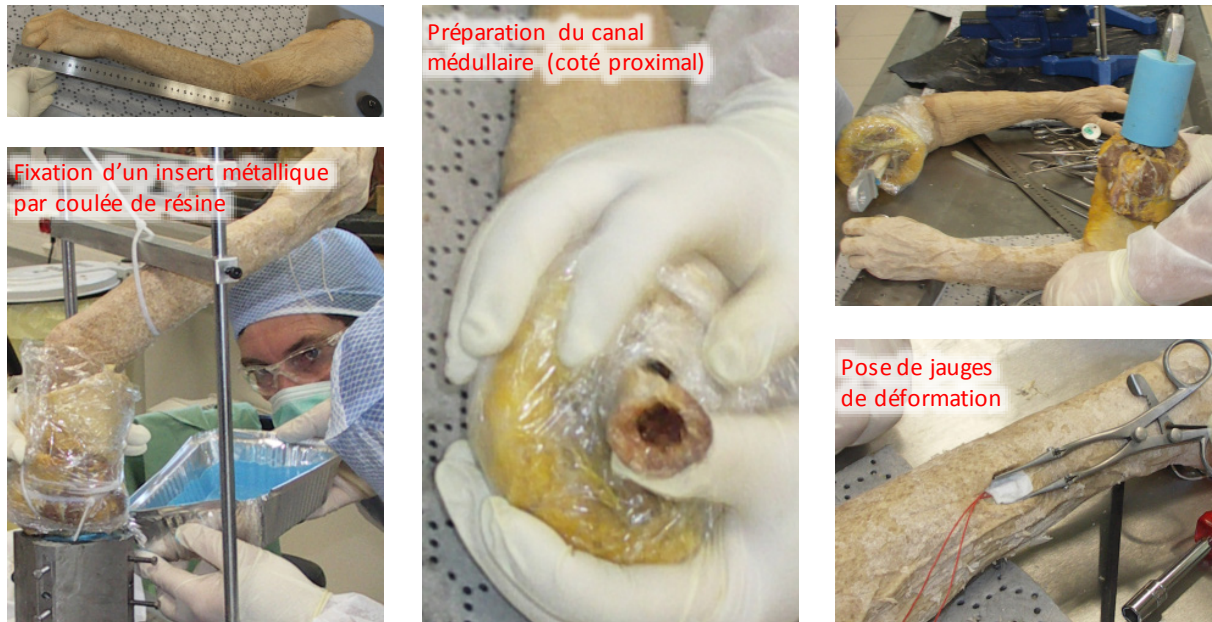 Fixation d'un insert métallique
par coulée de résine
Préparation du canal
médullaire (coté proximal)
Pose de jauges
de déformation